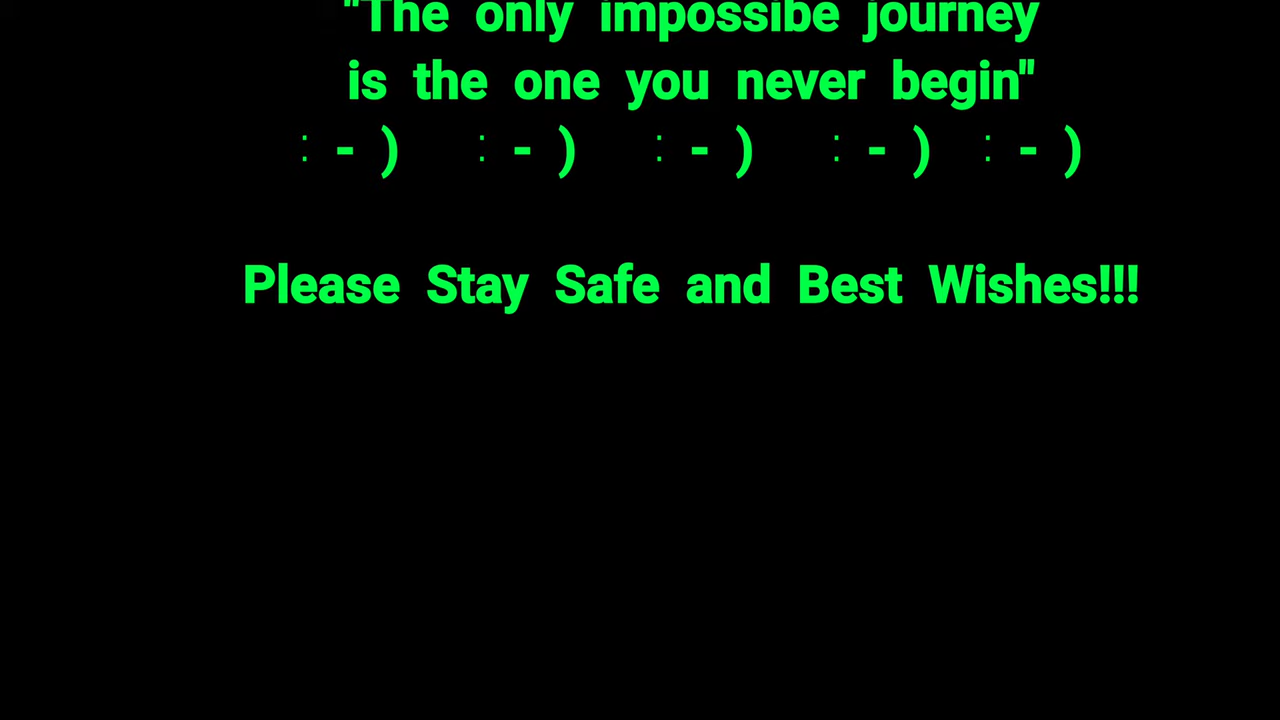 "The only impossibe journey
is the one you never begin"
: - ) : - ) : - ) : - ) : - )
Please Stay Safe and Best Wishes!!!